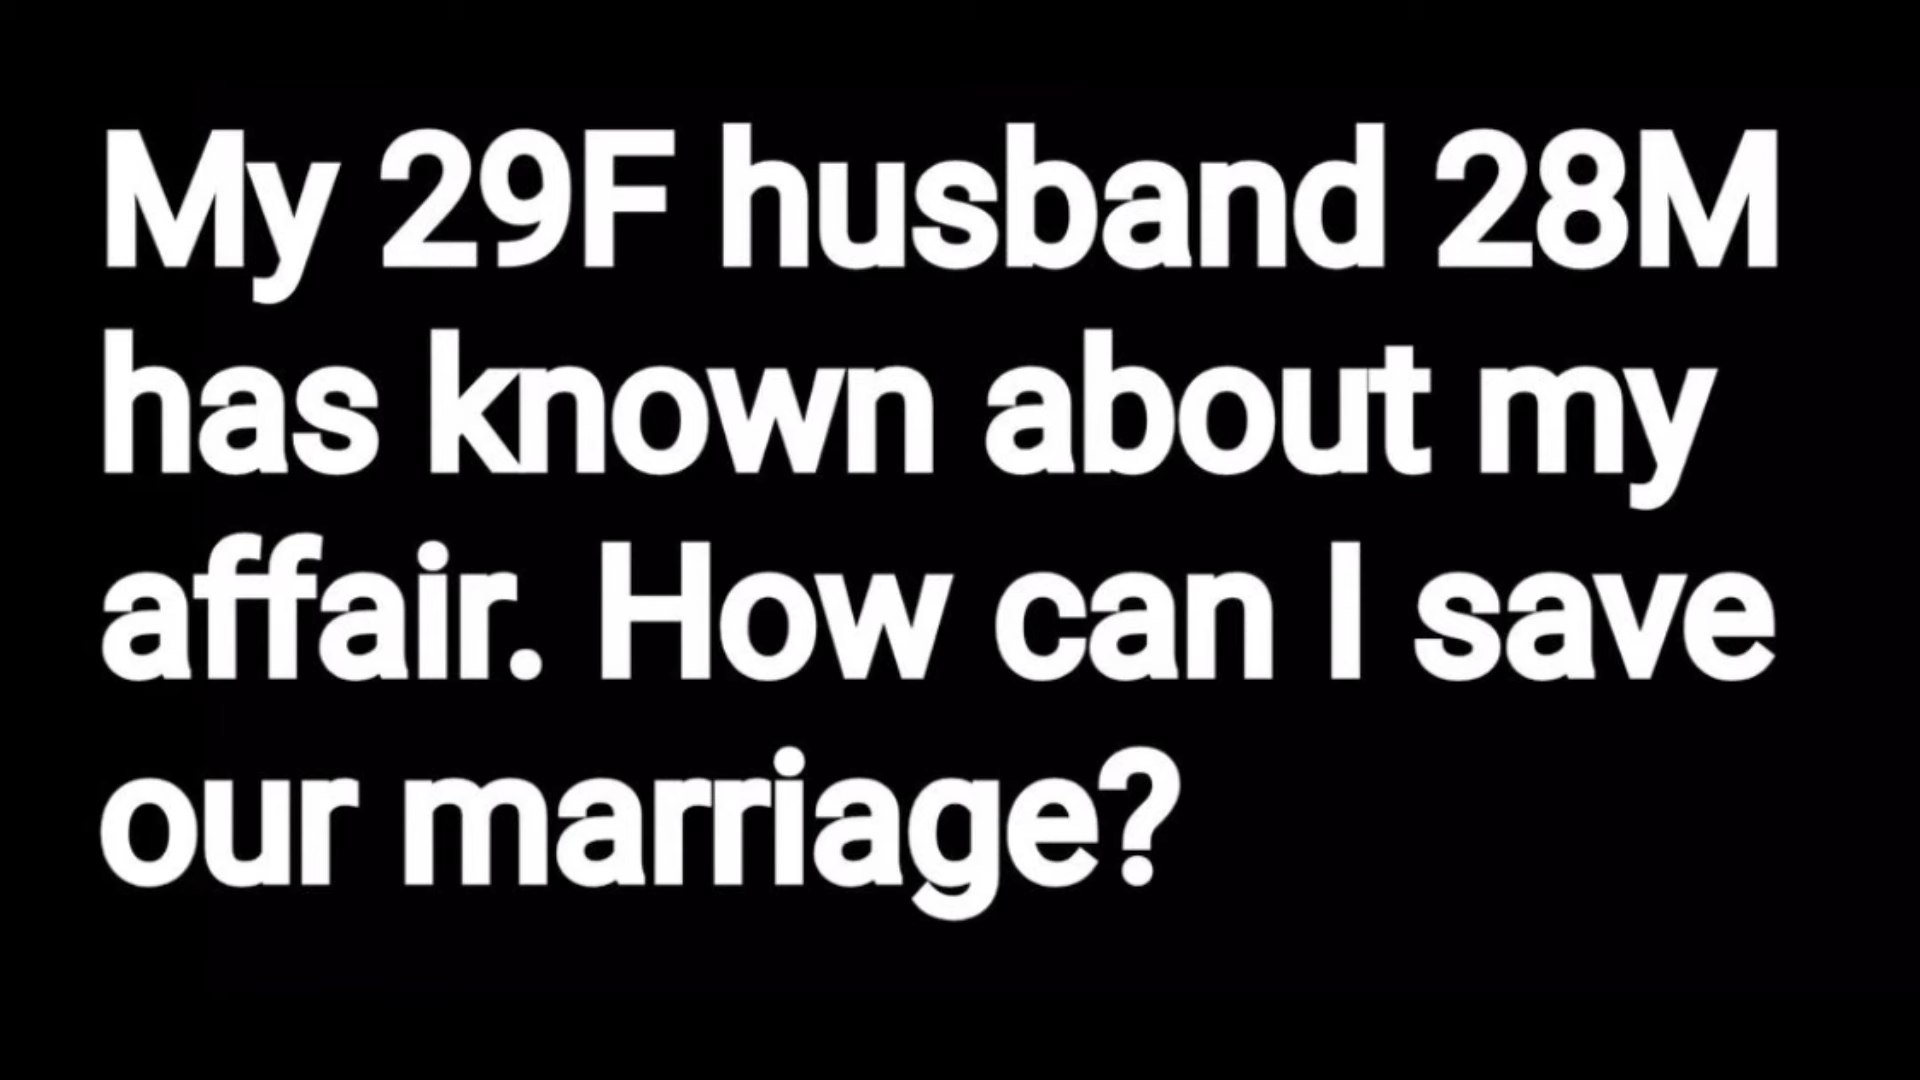 My 29F husband 28M
has known about my
affair. How can I save
our marriage?